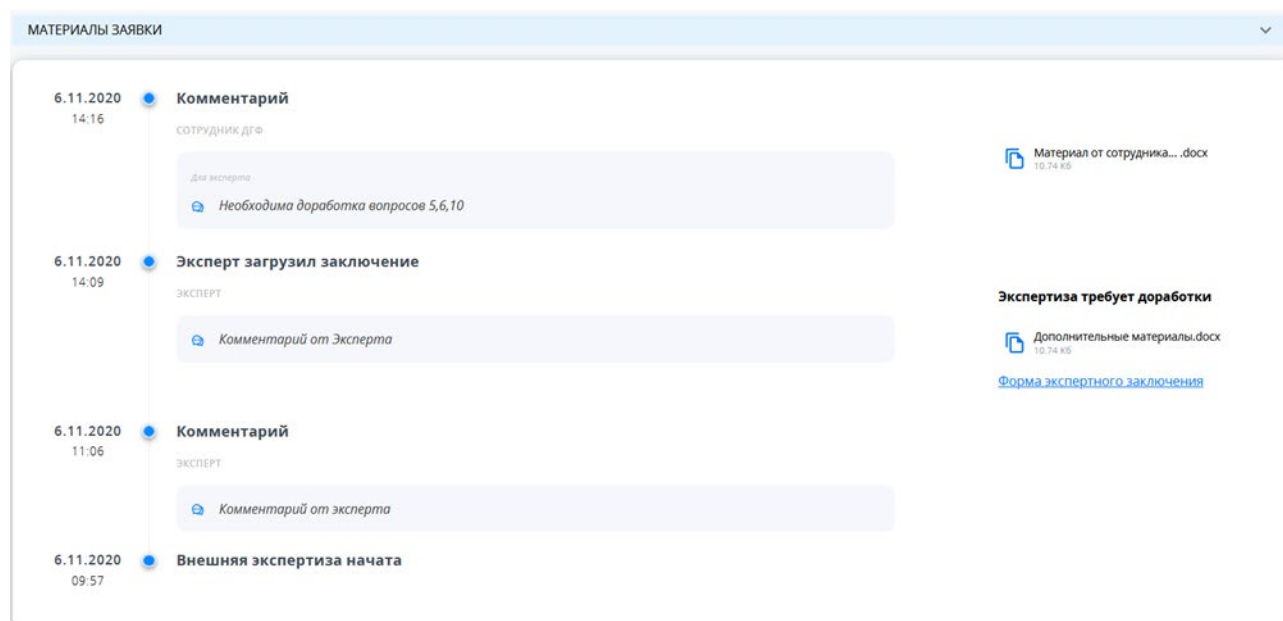 МАТЕРИАЛЫ ЗАЯВКИ
6.11.2020
14:16
Комментарий
СОТРУДНИК ДГФ
Для эксперта
Необходима доработка вопросов 5,6,10
Материал от сотрудника... .docx
10.74 Кб
6.11.2020
14:09
Эксперт загрузил заключение
ЭКСПЕРТ
Комментарий от Эксперта
Экспертиза требует доработки
Дополнительные материалы.docx
10.74 Кб
Форма экспертного заключения
6.11.2020
11:06
Комментарий
ЭКСПЕРТ
Комментарий от эксперта
6.11.2020
09:57
Внешняя экспертиза начата